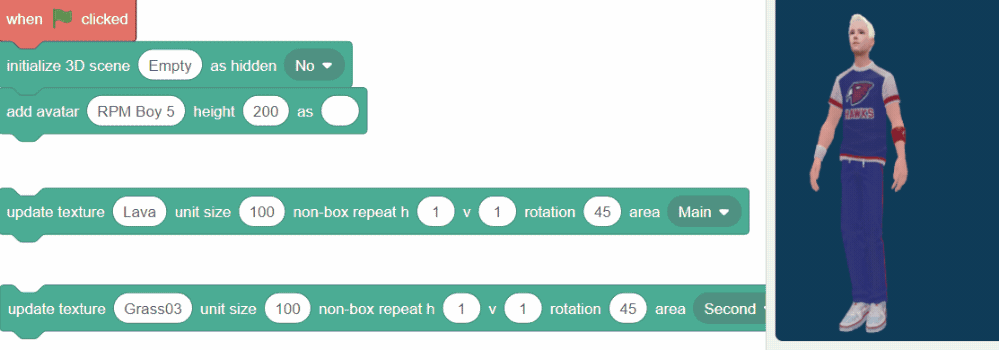 when clicked
initialize 3D scene Empty as hidden No
add avatar RPM Boy 5 height 200 as
HAWKS
update texture Lava unit size 100 non-box repeat h 1 v 1 rotation 45 area Main
update texture Grass03 unit size 100 non-box repeat h 1 v 1 rotation 45 area Second